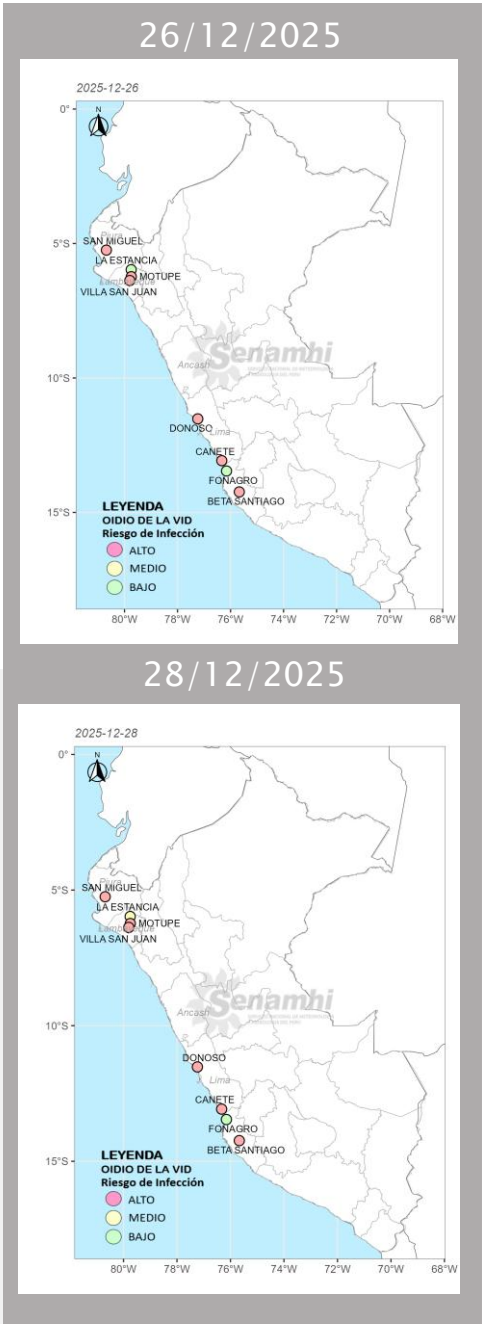 26/12/2025
2025-12-26
0°
N
Piura
SAN MIGUEL
5°S
LA ESTANCIA
MOTUPE
VILLA SAN JUAN
Senamhi
Ancash
10°S
DONOSO
Lima
CANETE
FONAGRO
BETA SANTIAGO
15°S
LEYENDA
OIDIO DE LA VID
Riesgo de Infección
ALTO
MEDIO
BAJO
80°W 78°W 76°W 74°W 72°W 70°W 68°W
28/12/2025
2025-12-28
0°
N
Piura
SAN MIGUEL
5°S
LA ESTANCIA
MOTUPE
VILLA SAN JUAN
Senamhi
Ancash
10°S
DONOSO
Lima
CANETE
FONAGRO
BETA SANTIAGO
15°S
LEYENDA
OIDIO DE LA VID
Riesgo de Infección
ALTO
MEDIO
BAJO
80°W 78°W 76°W 74°W 72°W 70°W 68°W